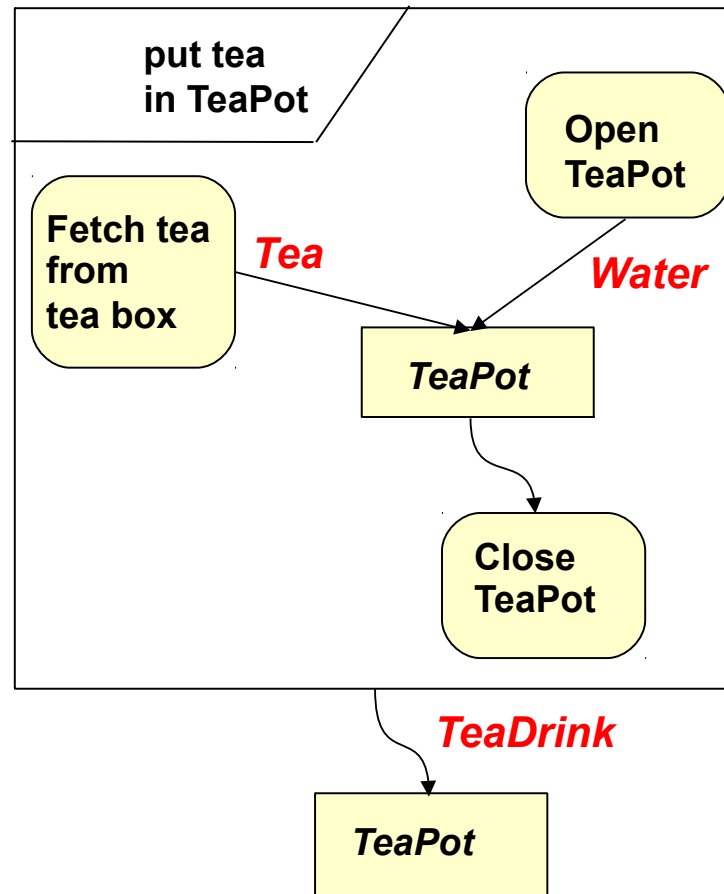 put tea
in TeaPot
Open
TeaPot
Fetch tea
from
tea box
Tea
Water
TeaPot
Close
TeaPot
TeaDrink
TeaPot